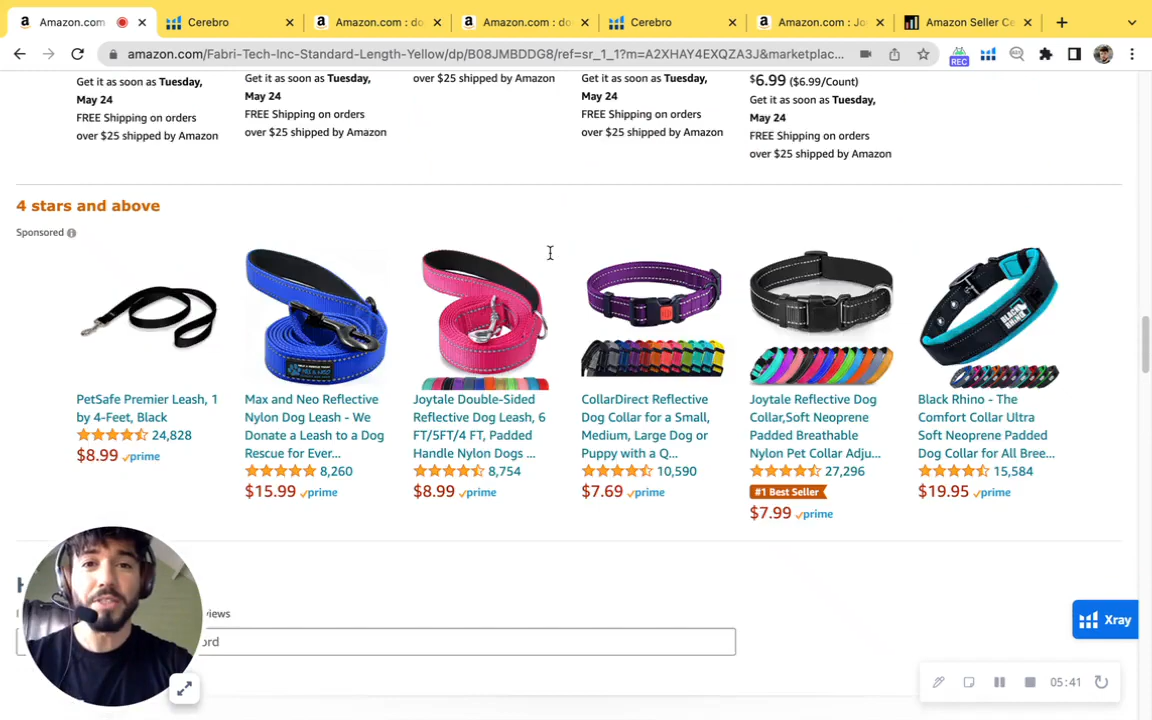 Amazon.com
Cerebro
Amazon.com : do
Amazon.com : do
Cerebro
Amazon.com : Jo
Amazon Seller Ce
amazon.com/Fabri-Tech-Inc-Standard-Length-Yellow/dp/B08JMBDDG8/ref=sr_1_1?m=A2XHAY4EXQZA3J&marketplac...
REC
Get it as soon as Tuesday,
May 24
FREE Shipping on orders
over $25 shipped by Amazon
Get it as soon as Tuesday,
May 24
FREE Shipping on orders
over $25 shipped by Amazon
over $25 shipped by Amazon
Get it as soon as Tuesday,
May 24
FREE Shipping on orders
over $25 shipped by Amazon
$6.99 ($6.99/Count)
Get it as soon as Tuesday,
May 24
FREE Shipping on orders
over $25 shipped by Amazon
4 stars and above
Sponsored
PetSafe Premier Leash, 1
by 4-Feet, Black
24,828
$8.99 prime
Max and Neo Reflective
Nylon Dog Leash - We
Donate a Leash to a Dog
Rescue for Ever...
8,260
$15.99 prime
Joytale Double-Sided
Reflective Dog Leash, 6
FT/5FT/4 FT, Padded
Handle Nylon Dogs ...
8,754
$8.99 prime
CollarDirect Reflective
Dog Collar for a Small,
Medium, Large Dog or
Puppy with a Q...
10,590
$7.69 prime
Joytale Reflective Dog
Collar,Soft Neoprene
Padded Breathable
Nylon Pet Collar Adju...
27,296
#1 Best Seller
$7.99 prime
BLACK RHINO
Black Rhino - The
Comfort Collar Ultra
Soft Neoprene Padded
Dog Collar for All Bree...
15,584
$19.95 prime
views
ord
Xray
05:41